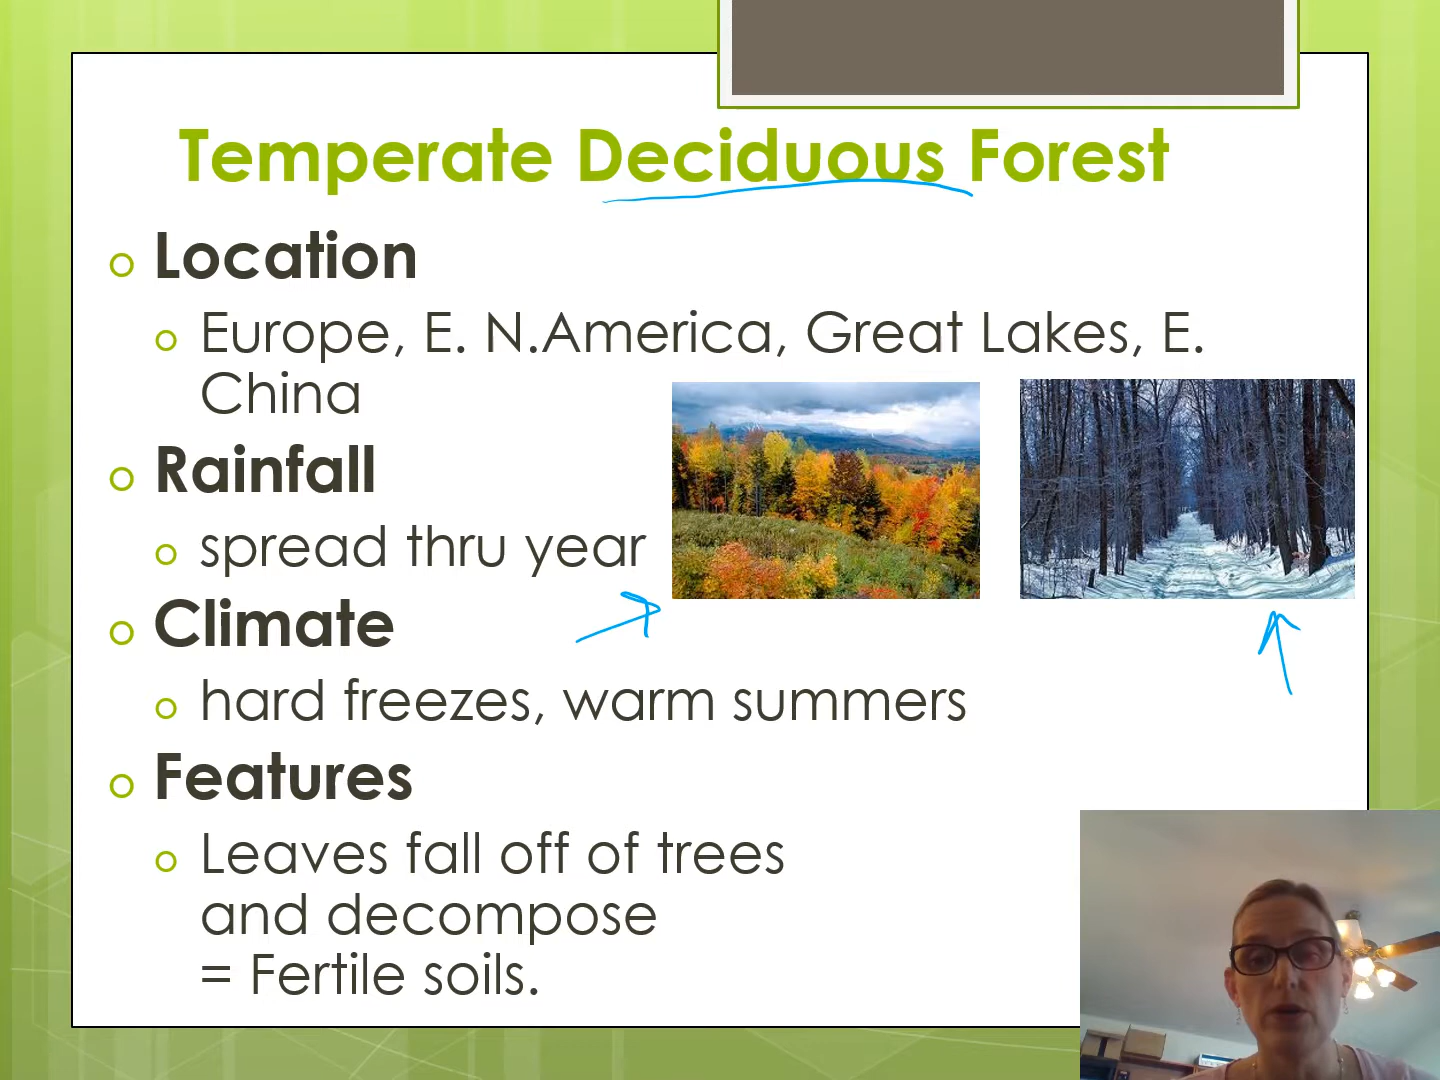 Temperate Deciduous Forest
Location
Europe, E. N.America, Great Lakes, E.
China
Rainfall
spread thru year
Climate
hard freezes, warm summers
Features
Leaves fall off of trees
and decompose
= Fertile soils.